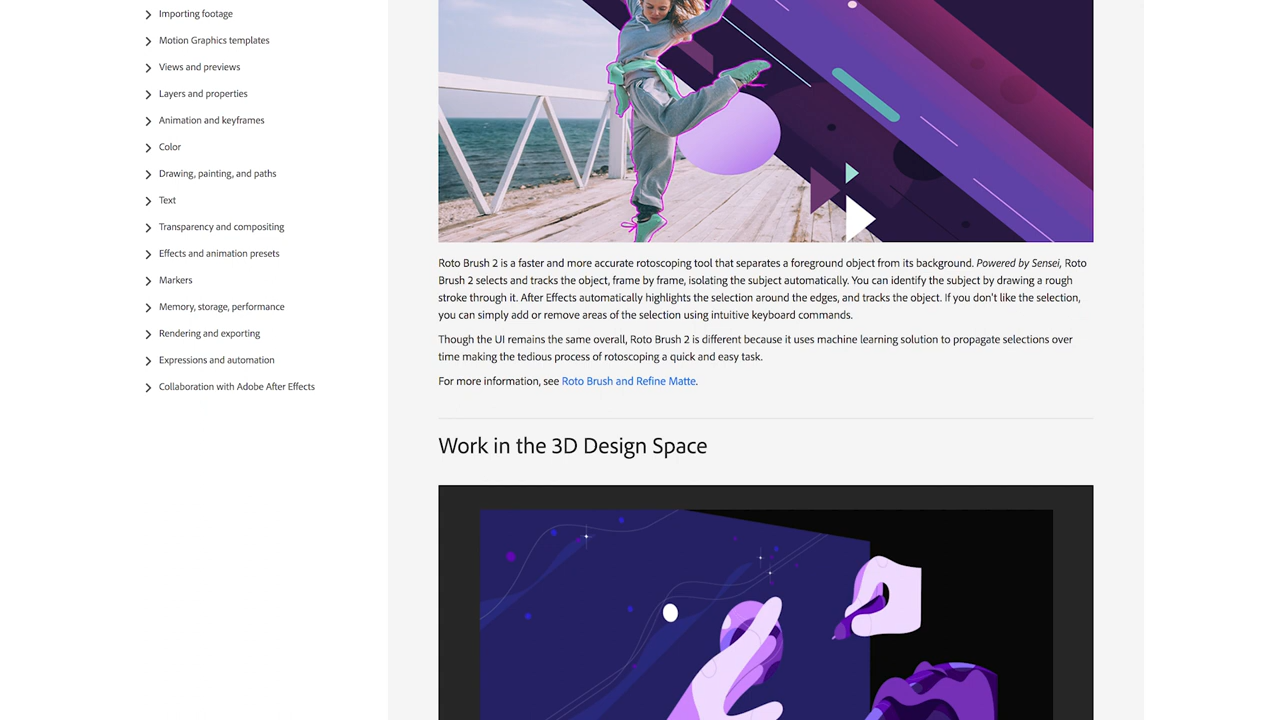 Importing footage
Motion Graphics templates
Views and previews
Layers and properties
Animation and keyframes
Color
Drawing, painting, and paths
Text
Transparency and compositing
Effects and animation presets
Markers
Memory, storage, performance
Rendering and exporting
Expressions and automation
Collaboration with Adobe After Effects
Roto Brush 2 is a faster and more accurate rotoscoping tool that separates a foreground object from its background. Powered by Sensei, Roto
Brush 2 selects and tracks the object, frame by frame, isolating the subject automatically. You can identify the subject by drawing a rough
stroke through it. After Effects automatically highlights the selection around the edges, and tracks the object. If you don't like the selection,
you can simply add or remove areas of the selection using intuitive keyboard commands.
Though the UI remains the same overall, Roto Brush 2 is different because it uses machine learning solution to propagate selections over
time making the tedious process of rotoscoping a quick and easy task.
For more information, see Roto Brush and Refine Matte.
Work in the 3D Design Space